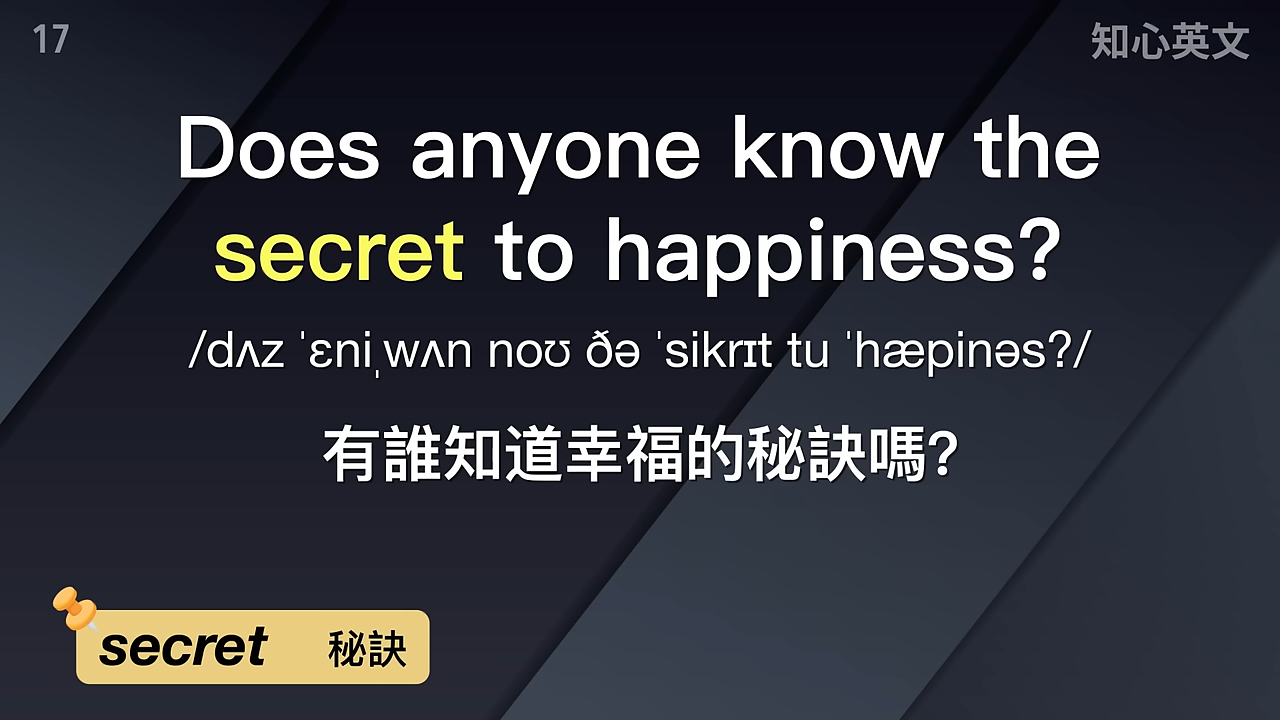 17
知心英文
Does anyone know the
secret to happiness?
/dʌz ˈɛniˌwʌn noʊ ðə ˈsikrɪt tu ˈhæpinəs?/
有誰知道幸福的秘訣嗎?
secret 秘訣